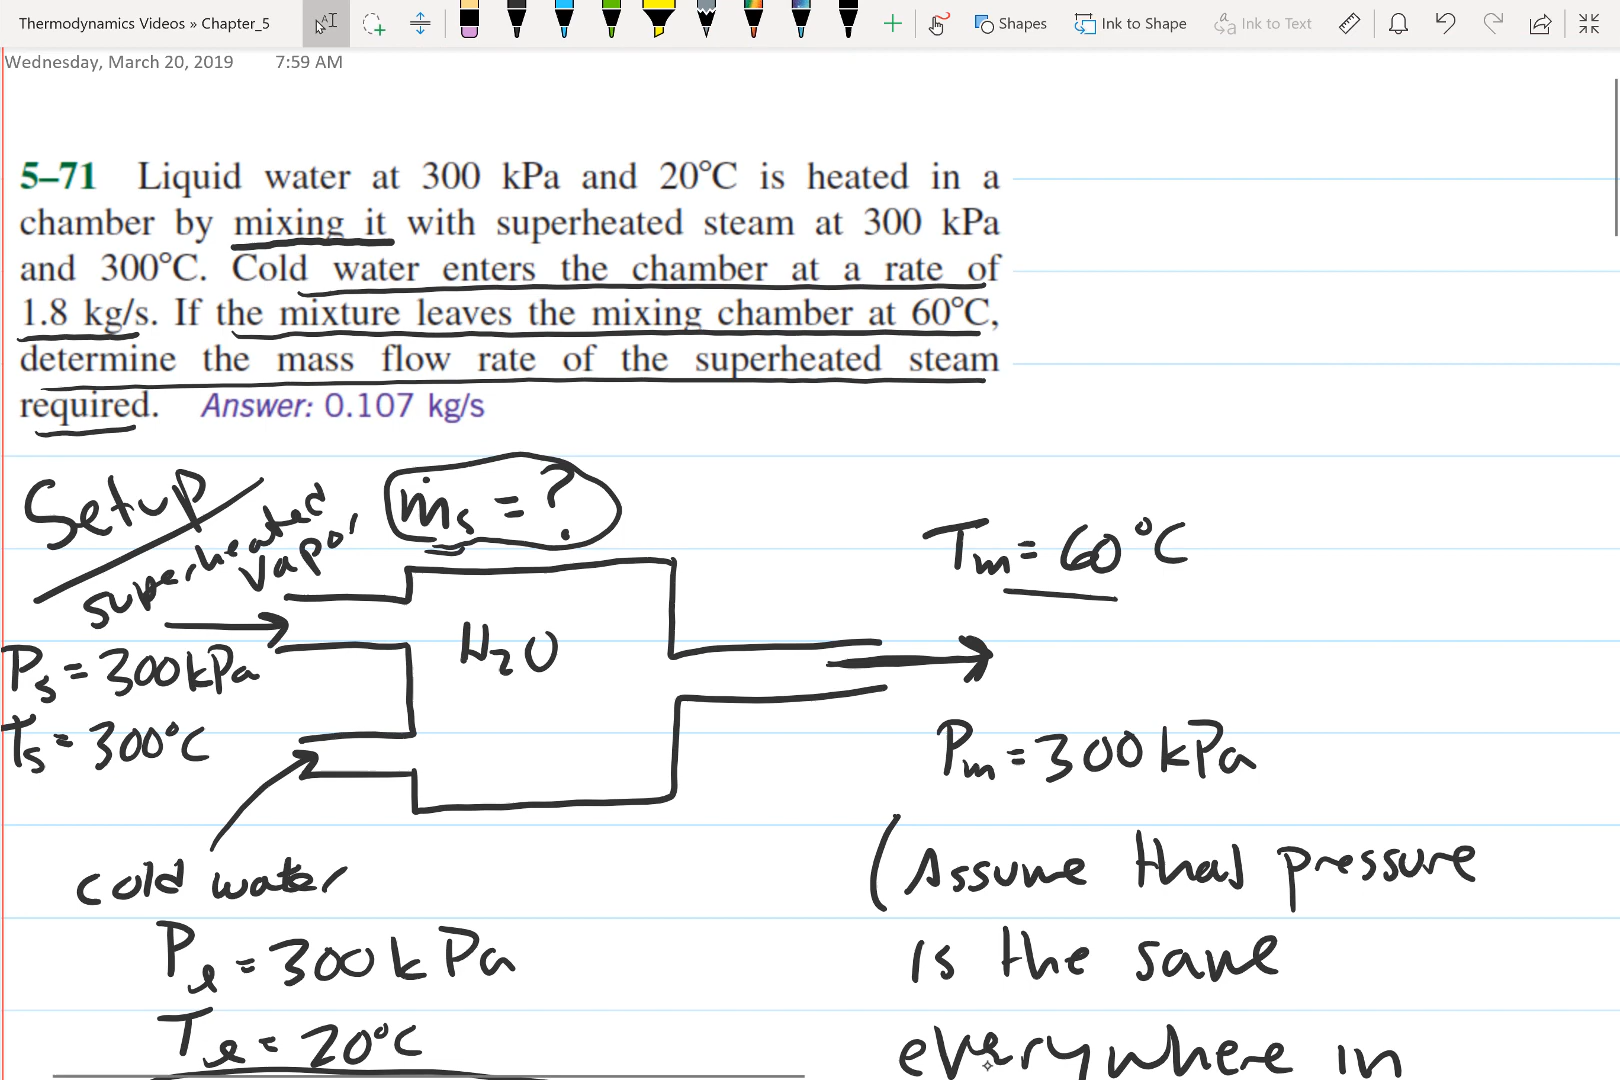 Thermodynamics Videos » Chapter_5
Shapes
Ink to Shape
Ink to Text
Wednesday, March 20, 2019 7:59 AM
5–71 Liquid water at 300 kPa and 20°C is heated in a
chamber by mixing it with superheated steam at 300 kPa
and 300°C. Cold water enters the chamber at a rate of
1.8 kg/s. If the mixture leaves the mixing chamber at 60°C,
determine the mass flow rate of the superheated steam
required. Answer: 0.107 kg/s
Setup
superheated
vapor
ṁs = ?
Tm = 60°C
H2O
Ps = 300 kPa
Ts = 300°C
Pm = 300 kPa
cold water
Pl = 300 kPa
Tl = 20°C
(Assume that pressure
is the same
everywhere in